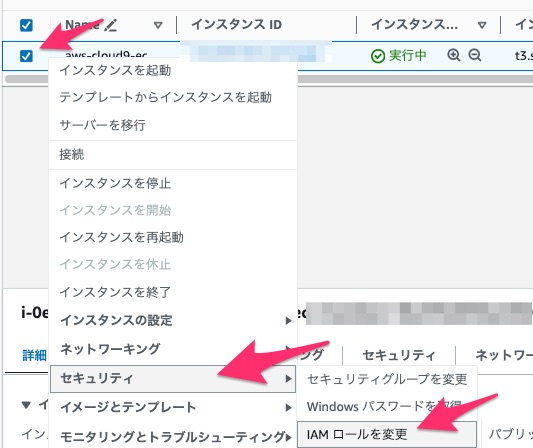 Name インスタンス ID インスタンス... イ
aws-cloud9-ec 実行中 t3.s
インスタンスを起動
テンプレートからインスタンスを起動
サーバーを移行
接続
インスタンスを停止
インスタンスを開始
インスタンスを再起動
インスタンスを休止
インスタンスを終了
i-0e
インスタンスの設定
ネットワーキング
詳細 ング セキュリティ ネットワー
セキュリティ
セキュリティグループを変更
イメージとテンプレート
Windows パスワードを取得
▼ イ
モニタリングとトラブルシューティング
IAM ロールを変更
パブリッ